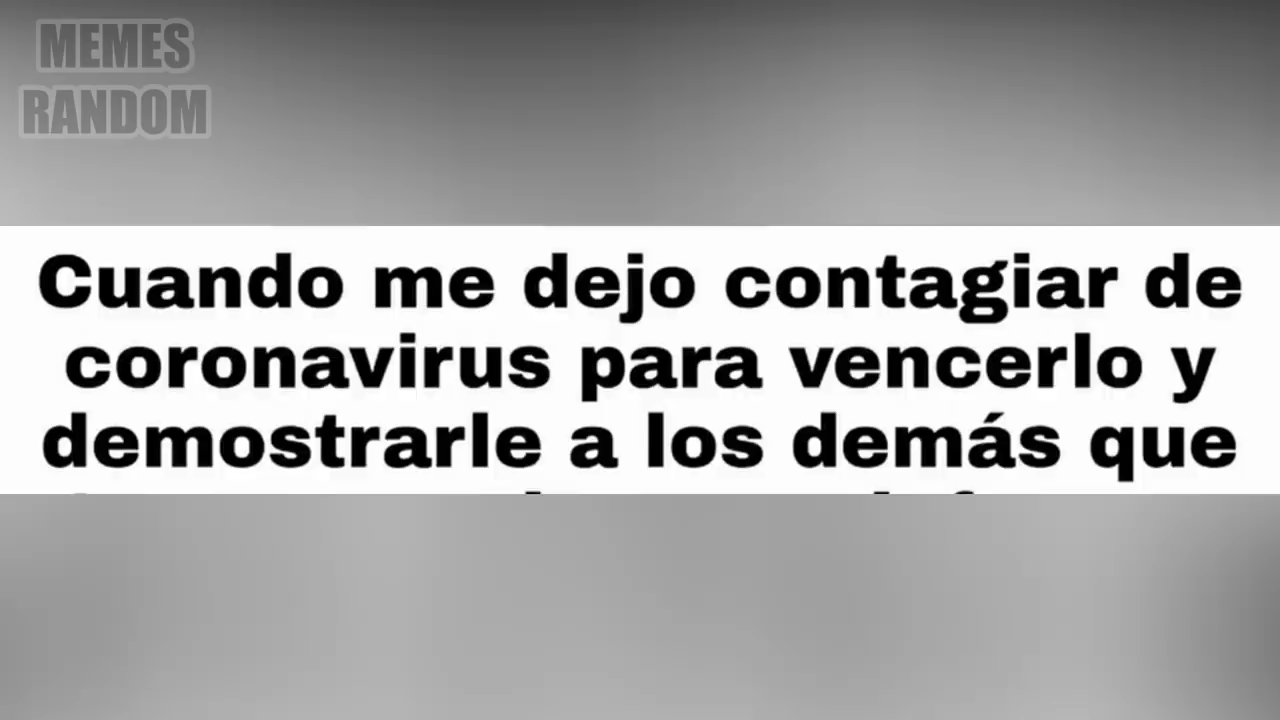 MEMES
RANDOM
Cuando me dejo contagiar de
coronavirus para vencerlo y
demostrarle a los demás que